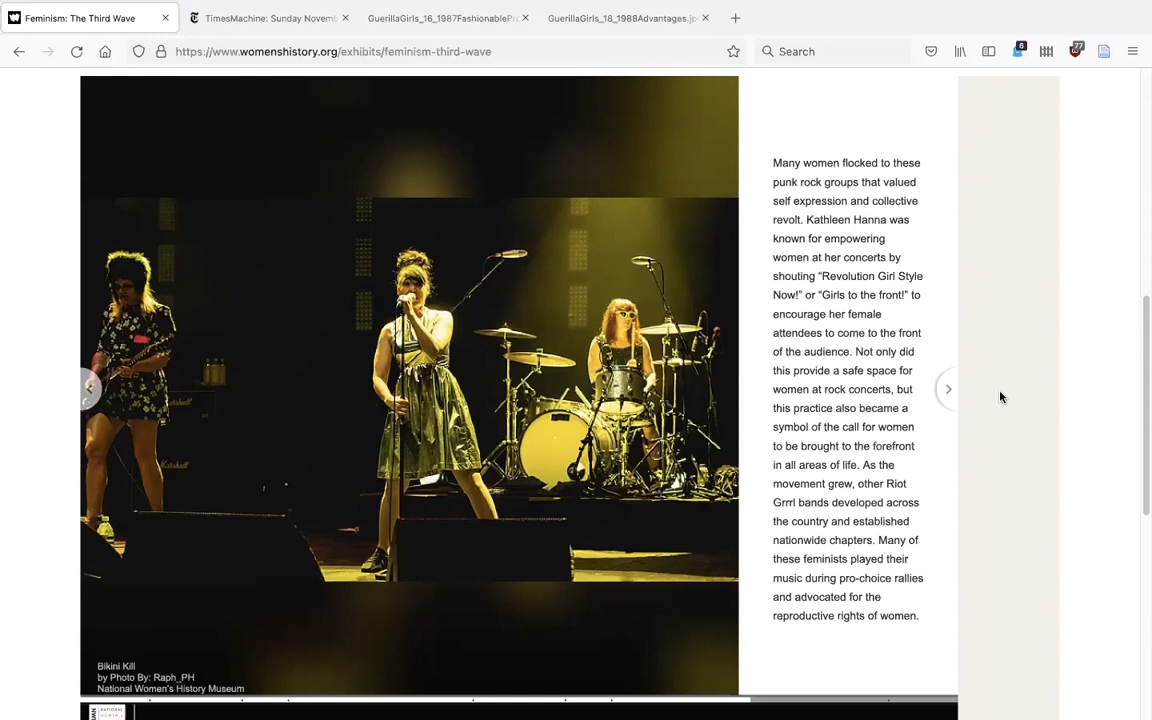 Feminism: The Third Wave
TimesMachine: Sunday Novem
GuerillaGirls_16_1987FashionablePr
GuerillaGirls_18_1988Advantages.jp
https://www.womenshistory.org/exhibits/feminism-third-wave
Search
6
77
Many women flocked to these
punk rock groups that valued
self expression and collective
revolt. Kathleen Hanna was
known for empowering
women at her concerts by
shouting “Revolution Girl Style
Now!” or “Girls to the front!” to
encourage her female
attendees to come to the front
of the audience. Not only did
this provide a safe space for
women at rock concerts, but
this practice also became a
symbol of the call for women
to be brought to the forefront
in all areas of life. As the
movement grew, other Riot
Grrrl bands developed across
the country and established
nationwide chapters. Many of
these feminists played their
music during pro-choice rallies
and advocated for the
reproductive rights of women.
Marshall
Marshall
Bikini Kill
by Photo By: Raph_PH
National Women's History Museum